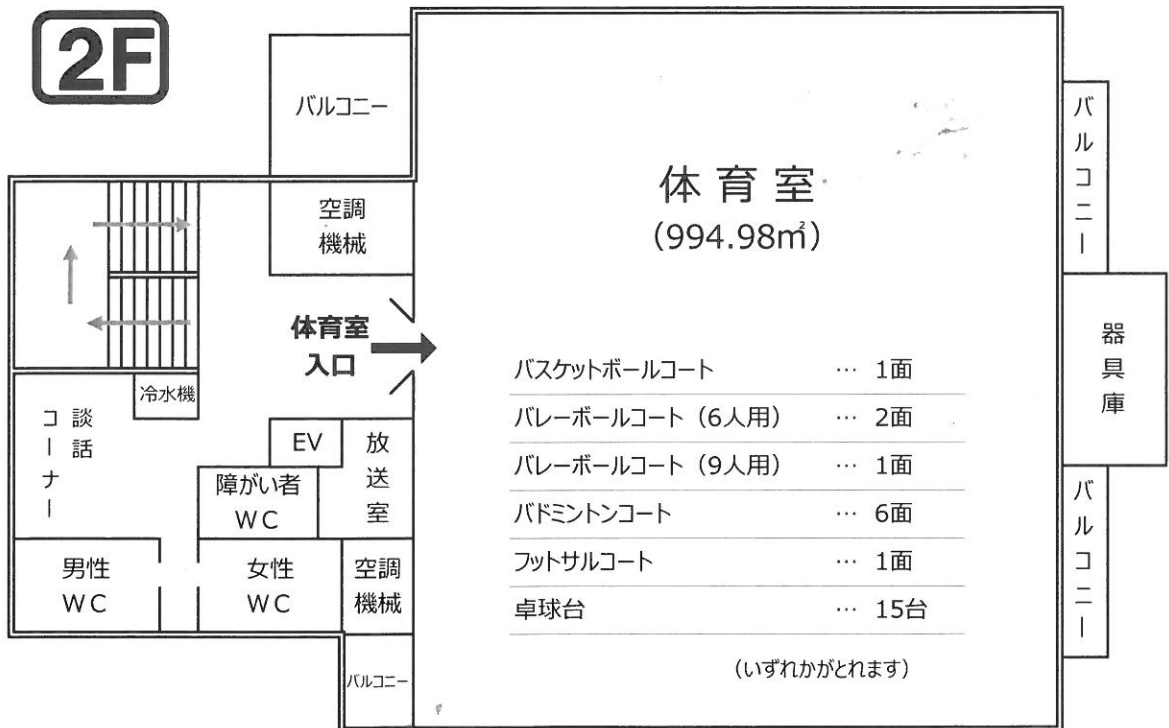 2F
バルコニー
空調
機械
体育室
入口
冷水機
談話
コーナー
EV
放送室
障がい者
WC
男性
WC
女性
WC
空調
機械
バルコニー
体育室
(994.98㎡)
バスケットボールコート … 1面
バレーボールコート（6人用） … 2面
バレーボールコート（9人用） … 1面
バドミントンコート … 6面
フットサルコート … 1面
卓球台 … 15台
(いずれかがとれます)
バルコニー
器具庫
バルコニー